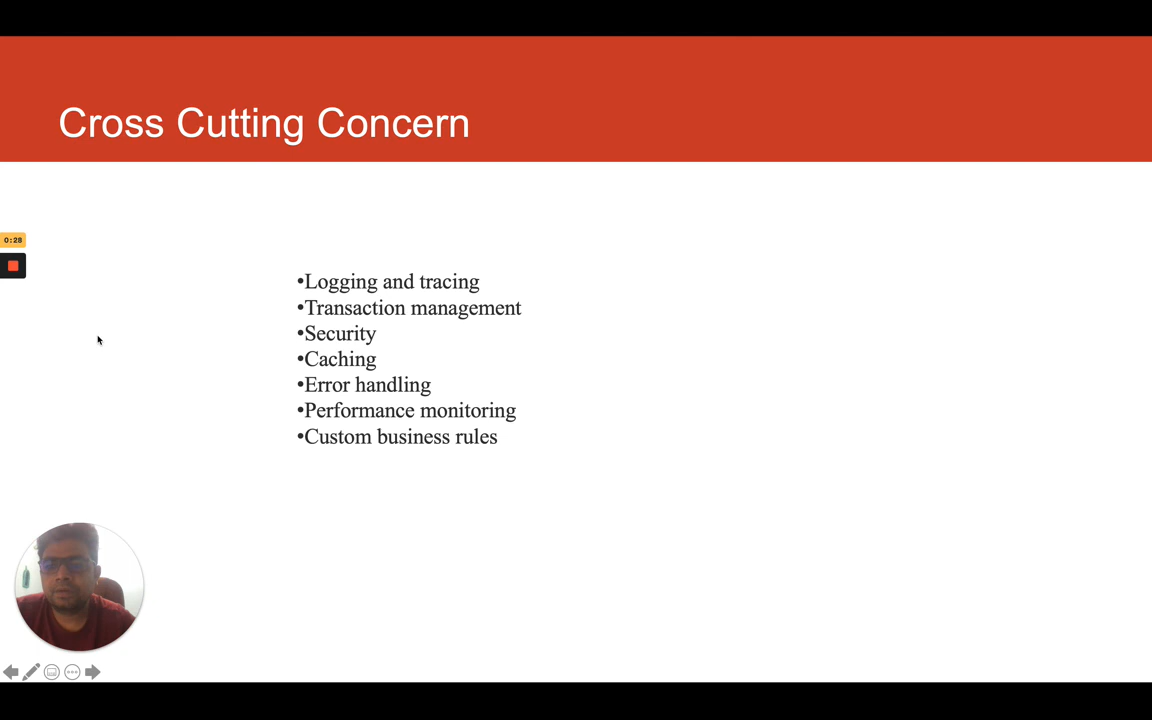 Cross Cutting Concern
0:28
•Logging and tracing
•Transaction management
•Security
•Caching
•Error handling
•Performance monitoring
•Custom business rules